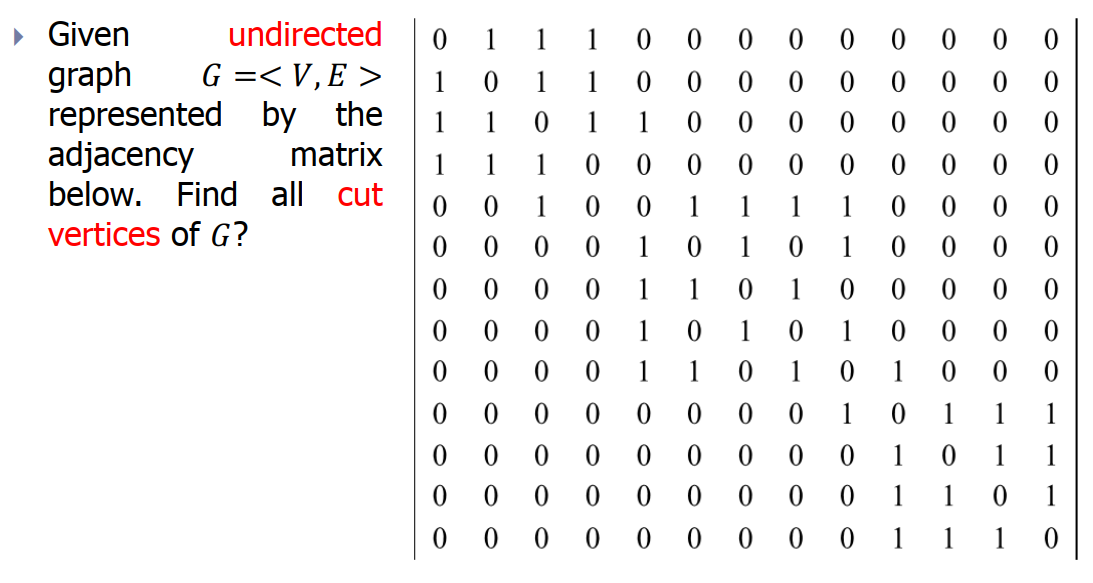 Given undirected
graph G =< V, E >
represented by the
adjacency matrix
below. Find all cut
vertices of G?
0 1 1 1 0 0 0 0 0 0 0 0 0
1 0 1 1 0 0 0 0 0 0 0 0 0
1 1 0 1 1 0 0 0 0 0 0 0 0
1 1 1 0 0 0 0 0 0 0 0 0 0
0 0 1 0 0 1 1 1 1 0 0 0 0
0 0 0 0 1 0 1 0 1 0 0 0 0
0 0 0 0 1 1 0 1 0 0 0 0 0
0 0 0 0 1 0 1 0 1 0 0 0 0
0 0 0 0 1 1 0 1 0 1 0 0 0
0 0 0 0 0 0 0 0 1 0 1 1 1
0 0 0 0 0 0 0 0 0 1 0 1 1
0 0 0 0 0 0 0 0 0 1 1 0 1
0 0 0 0 0 0 0 0 0 1 1 1 0